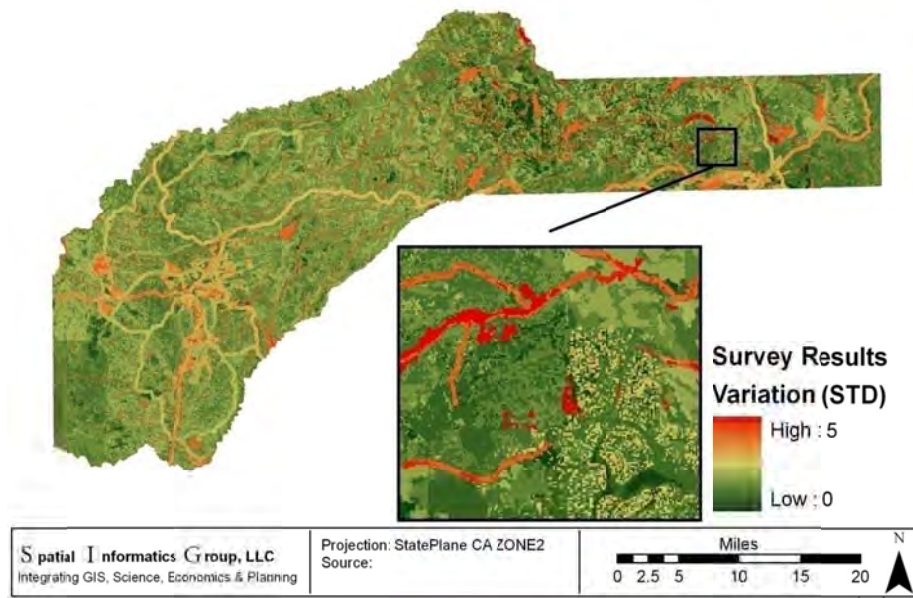 Survey Results
Variation (STD)
High : 5
Low : 0
Spatial Informatics Group, LLC
Integrating GIS, Science, Economics & Planning
Projection: StatePlane CA ZONE2
Source:
Miles
0 2.5 5 10 15 20
N